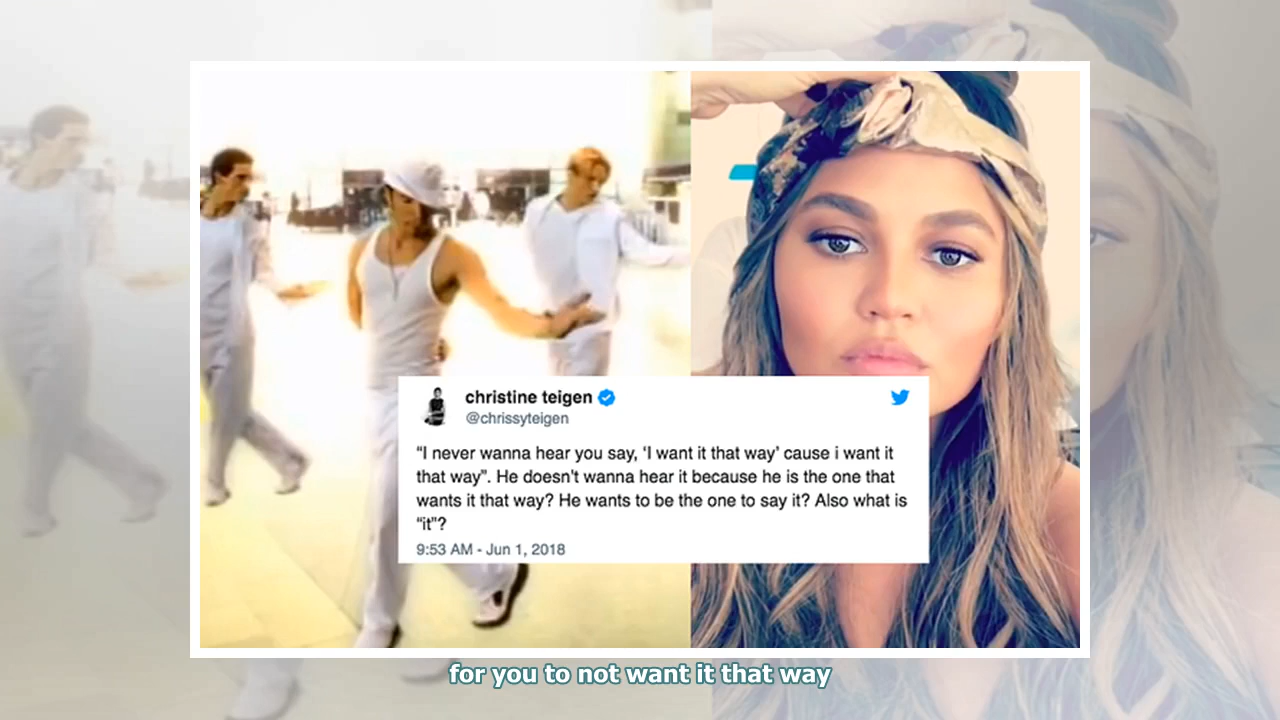 christine teigen
@chrissyteigen
“I never wanna hear you say, ‘I want it that way’ cause i want it
that way”. He doesn't wanna hear it because he is the one that
wants it that way? He wants to be the one to say it? Also what is
“it”?
9:53 AM - Jun 1, 2018
for you to not want it that way